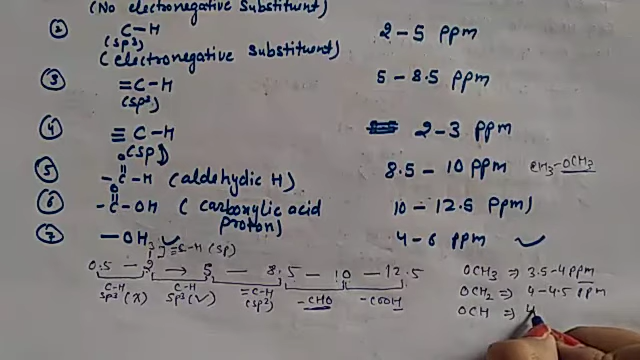 (No electronegative Substituent)
② C-H 2-5 ppm
(sp³)
(electronegative Substituent)
③ =C-H 5-8.5 ppm
(sp²)
④ ≡C-H 2-3 ppm
(sp)
⑤ O
-C-H (aldehydic H) 8.5-10 ppm CH₃-OCH₃
⑥ O
-C-OH (carboxylic acid proton) 10-12.5 ppm)
⑦ -OH ✓ 4-6 ppm ✓
3 ] ≡C-H (sp)
0.5 - 2 → 5 - 8.5 - 10 - 12.5
C-H sp³ (x) C-H sp³ (✓) =C-H (sp²) -CHO -COOH
OCH₃ ⇒ 3.5-4 ppm
OCH₂ ⇒ 4-4.5 ppm
OCH ⇒ 4